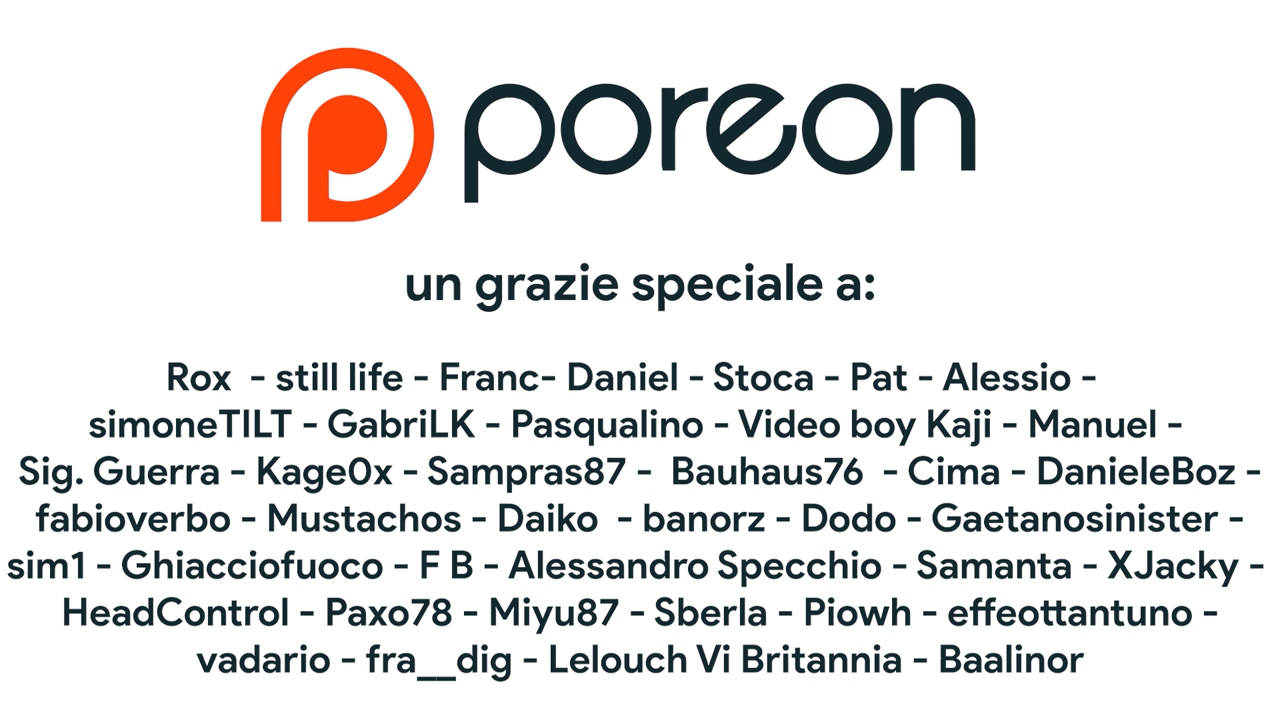 poreon
un grazie speciale a:
Rox - still life - Franc- Daniel - Stoca - Pat - Alessio -
simoneTILT - GabriLK - Pasqualino - Video boy Kaji - Manuel -
Sig. Guerra - Kage0x - Sampras87 - Bauhaus76 - Cima - DanieleBoz -
fabioverbo - Mustachos - Daiko - banorz - Dodo - Gaetanosinister -
sim1 - Ghiacciofuoco - F B - Alessandro Specchio - Samanta - XJacky -
HeadControl - Paxo78 - Miyu87 - Sberla - Piowh - effeottantuno -
vadario - fra__dig - Lelouch Vi Britannia - Baalinor